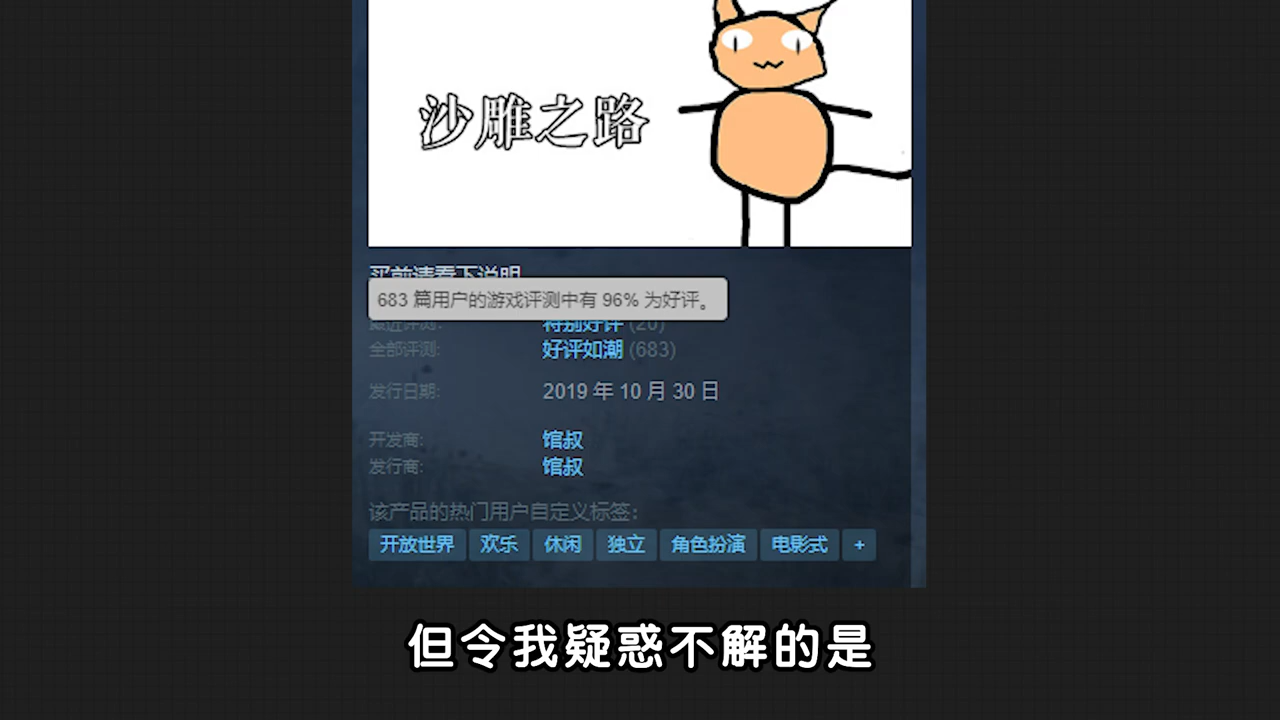 沙雕之路
买前请看下说明
683 篇用户的游戏评测中有 96% 为好评。
最近评测: 特别好评 (20)
全部评测: 好评如潮 (683)
发行日期: 2019 年 10 月 30 日
开发商: 馆叔
发行商: 馆叔
该产品的热门用户自定义标签:
开放世界 欢乐 休闲 独立 角色扮演 电影式 +
但令我疑惑不解的是